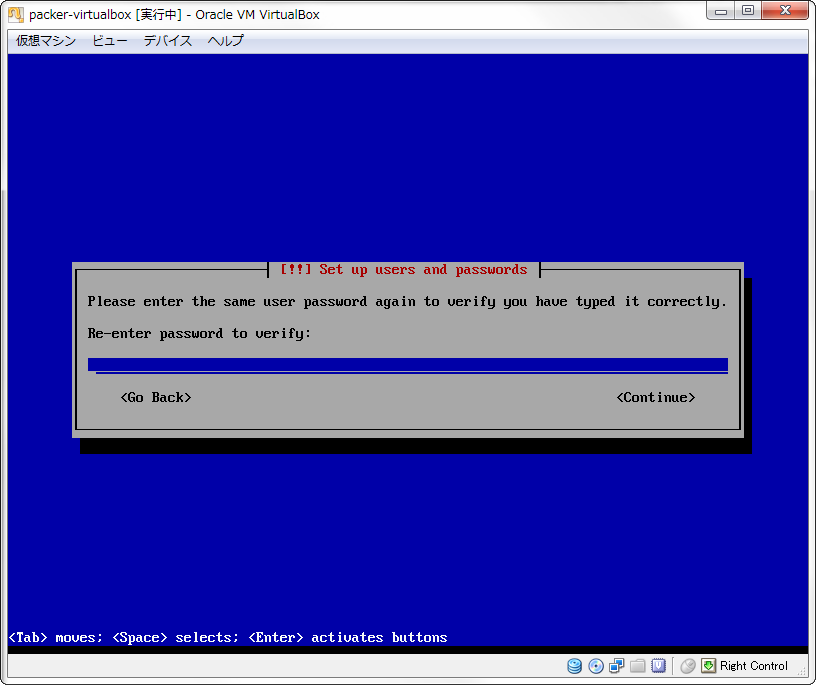 packer-virtualbox [実行中] - Oracle VM VirtualBox
仮想マシン ビュー デバイス ヘルプ
[!!] Set up users and passwords
Please enter the same user password again to verify you have typed it correctly.
Re-enter password to verify:
<Go Back> <Continue>
<Tab> moves; <Space> selects; <Enter> activates buttons
Right Control